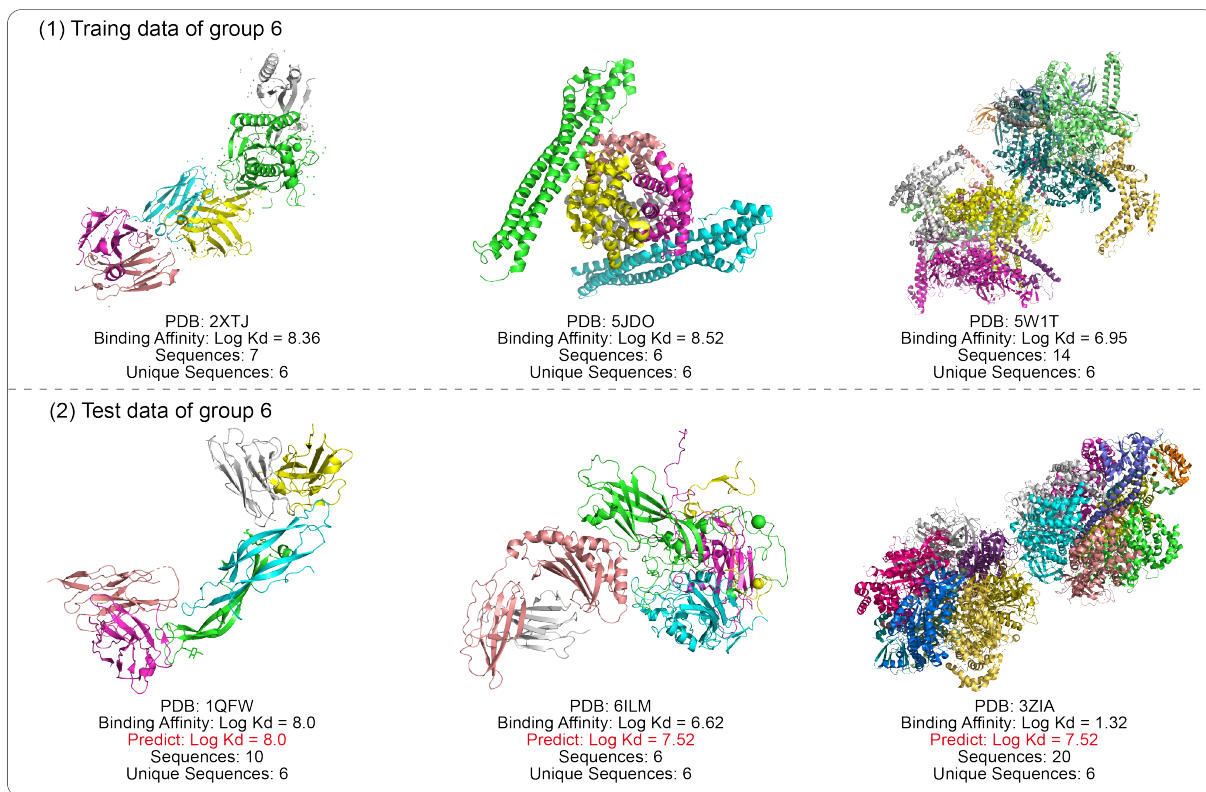 (1) Traing data of group 6
PDB: 2XTJ
Binding Affinity: Log Kd = 8.36
Sequences: 7
Unique Sequences: 6
PDB: 5JDO
Binding Affinity: Log Kd = 8.52
Sequences: 6
Unique Sequences: 6
PDB: 5W1T
Binding Affinity: Log Kd = 6.95
Sequences: 14
Unique Sequences: 6
(2) Test data of group 6
PDB: 1QFW
Binding Affinity: Log Kd = 8.0
Predict: Log Kd = 8.0
Sequences: 10
Unique Sequences: 6
PDB: 6ILM
Binding Affinity: Log Kd = 6.62
Predict: Log Kd = 7.52
Sequences: 6
Unique Sequences: 6
PDB: 3ZIA
Binding Affinity: Log Kd = 1.32
Predict: Log Kd = 7.52
Sequences: 20
Unique Sequences: 6